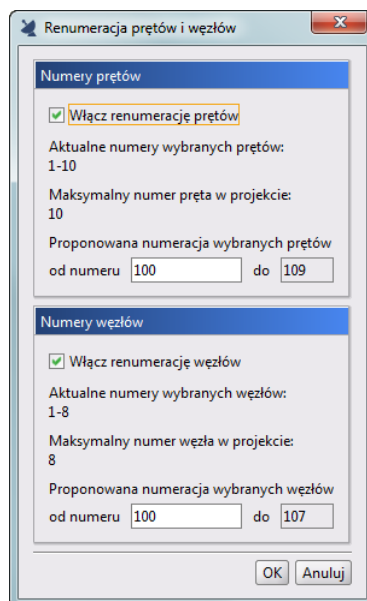 Renumeracja prętów i węzłów
Numery prętów
Włącz renumerację prętów
Aktualne numery wybranych prętów:
1-10
Maksymalny numer pręta w projekcie:
10
Proponowana numeracja wybranych prętów
od numeru 100 do 109
Numery węzłów
Włącz renumerację węzłów
Aktualne numery wybranych węzłów:
1-8
Maksymalny numer węzła w projekcie:
8
Proponowana numeracja wybranych węzłów
od numeru 100 do 107
OK Anuluj